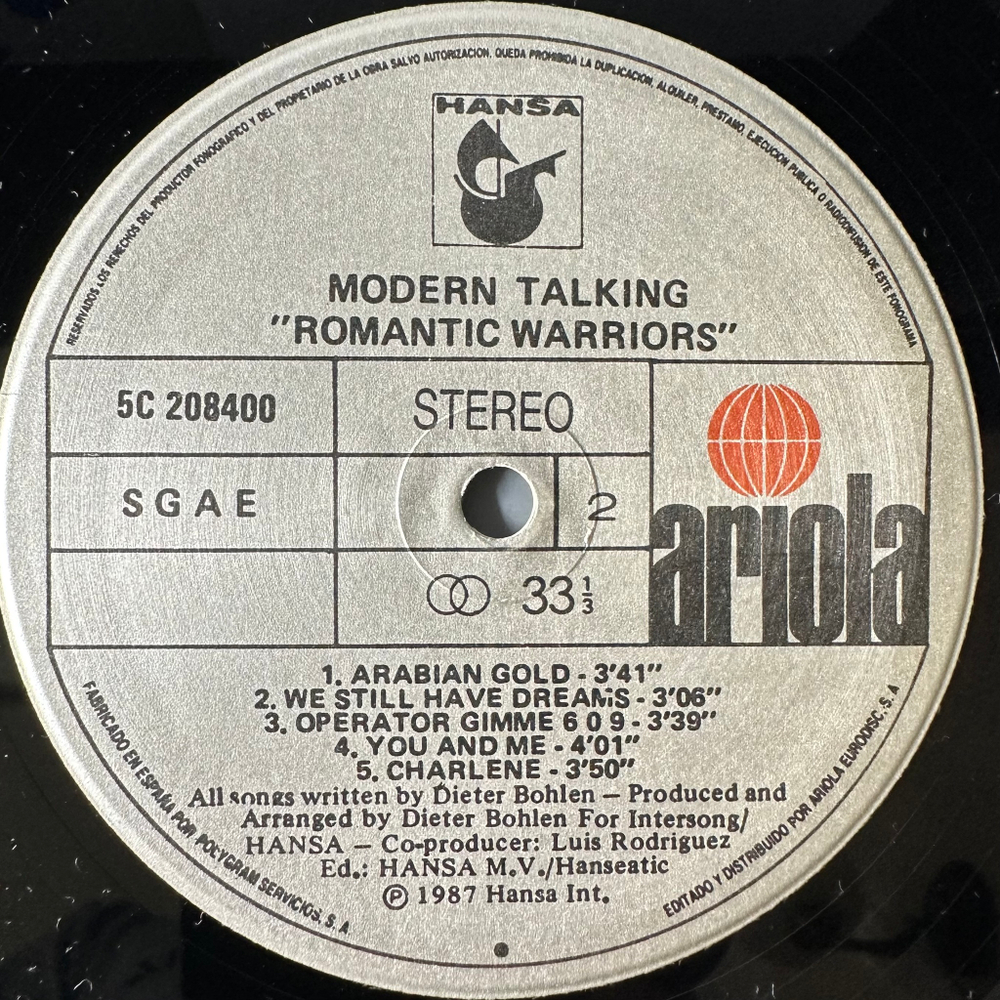 RESERVADOS LOS DERECHOS DEL PRODUCTOR FONOGRAFICO Y DEL PROPIETARIO DE LA OBRA SALVO AUTORIZACION. QUEDA PROHIBIDA LA DUPLICACION, ALQUILER, PRESTAMO, EJECUCION PUBLICA O RADIODIFUSION DE ESTE FONOGRAMA
HANSA
MODERN TALKING
"ROMANTIC WARRIORS"
5C 208400
STEREO
SGAE
2
33 1/3
ariola
1. ARABIAN GOLD - 3'41"
2. WE STILL HAVE DREAMS - 3'06"
3. OPERATOR GIMME 6 0 9 - 3'39"
4. YOU AND ME - 4'01"
5. CHARLENE - 3'50"
All songs written by Dieter Bohlen — Produced and
Arranged by Dieter Bohlen For Intersong/
HANSA — Co-producer: Luis Rodriguez
Ed.: HANSA M.V./Hanseatic
℗ 1987 Hansa Int.
FABRICADO EN ESPAÑA POR POLYGRAM SERVICIOS, S. A
EDITADO Y DISTRIBUIDO POR ARIOLA EURODISC, S. A